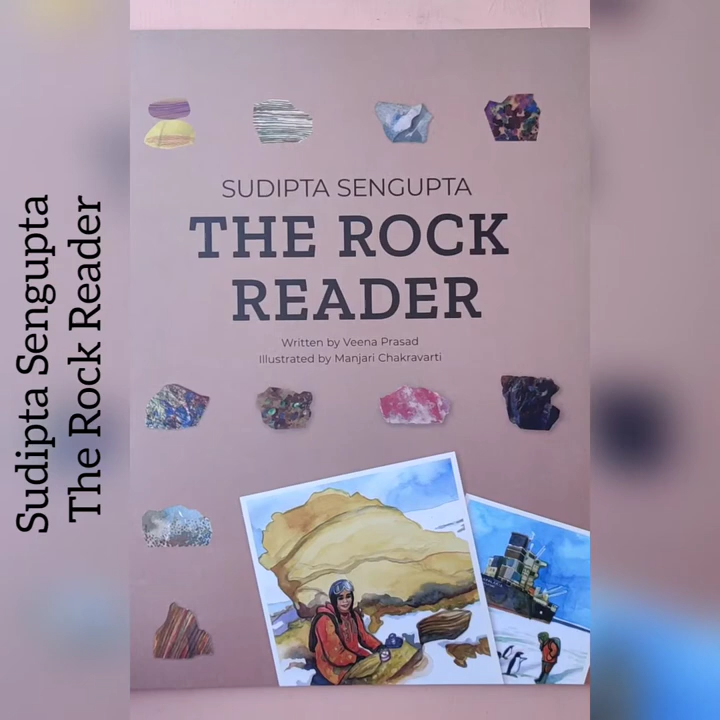 Sudipta Sengupta
The Rock Reader
SUDIPTA SENGUPTA
THE ROCK
READER
Written by Veena Prasad
Illustrated by Manjari Chakravarti